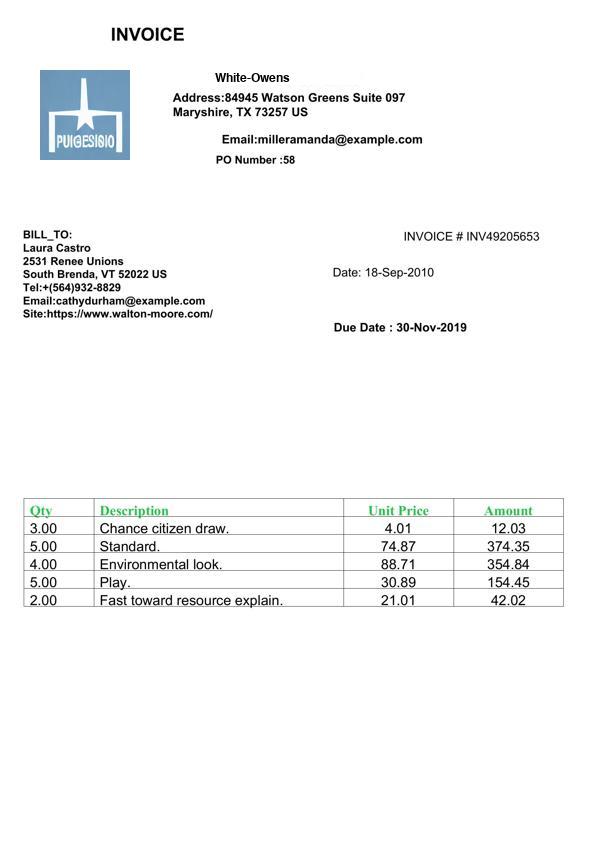 INVOICE
PUIGESISIO
White-Owens
Address:84945 Watson Greens Suite 097
Maryshire, TX 73257 US
Email:milleramanda@example.com
PO Number :58
BILL_TO:
Laura Castro
2531 Renee Unions
South Brenda, VT 52022 US
Tel:+(564)932-8829
Email:cathydurham@example.com
Site:https://www.walton-moore.com/
INVOICE # INV49205653
Date: 18-Sep-2010
Due Date : 30-Nov-2019
Qty Description Unit Price Amount
3.00 Chance citizen draw. 4.01 12.03
5.00 Standard. 74.87 374.35
4.00 Environmental look. 88.71 354.84
5.00 Play. 30.89 154.45
2.00 Fast toward resource explain. 21.01 42.02